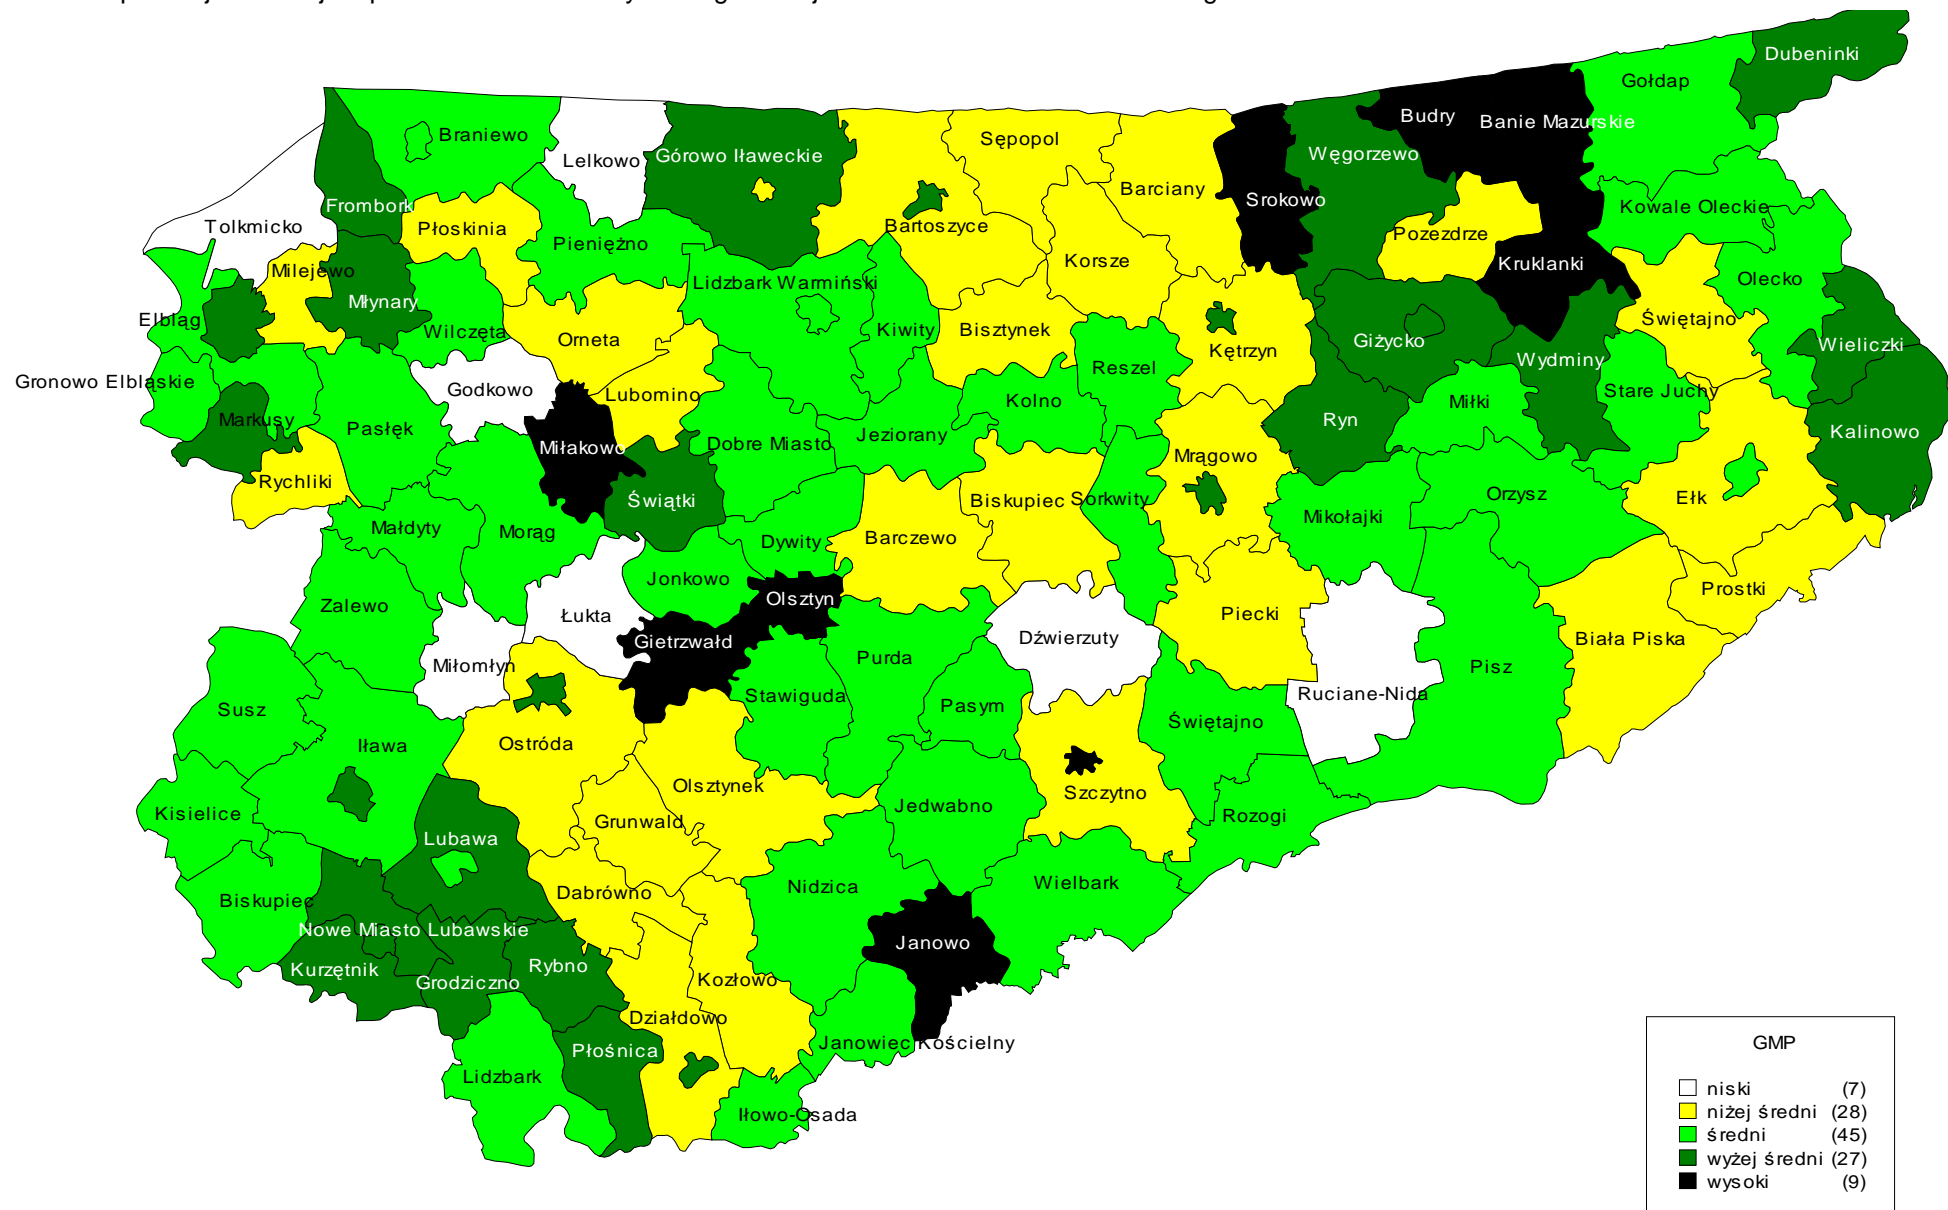 Dubeninki
Gołdap
Budry
Banie Mazurskie
Braniewo
Sępopol
Lelkowo
Górowo Iławeckie
Węgorzewo
Barciany
Srokowo
Frombork
Kowale Oleckie
Tolkmicko
Płoskinia
Bartoszyce
Pozezdrze
Pieniężno
Korsze
Kruklanki
Milejewo
Olecko
Lidzbark Warmiński
Młynary
Elbląg
Świętajno
Wilczęta
Kiwity
Bisztynek
Orneta
Giżycko
Wieliczki
Kętrzyn
Wydminy
Reszel
Gronowo Elbląskie
Godkowo
Stare Juchy
Lubomino
Kolno
Miłki
Markusy
Ryn
Pasłęk
Kalinowo
Jeziorany
Dobre Miasto
Miłakowo
Mrągowo
Rychliki
Orzysz
Świątki
Biskupiec
Sorkwity
Ełk
Mikołajki
Małdyty
Morąg
Dywity
Barczewo
Jonkowo
Prostki
Olsztyn
Zalewo
Łukta
Piecki
Gietrzwałd
Dźwierzuty
Biała Piska
Purda
Miłomłyn
Pisz
Ruciane-Nida
Stawiguda
Pasym
Susz
Świętajno
Ostróda
Iława
Olsztynek
Szczytno
Jedwabno
Kisielice
Rozogi
Grunwald
Lubawa
Wielbark
Nidzica
Dabrówno
Biskupiec
Nowe Miasto Lubawskie
Janowo
Rybno
Kurzętnik
Kozłowo
Grodziczno
Działdowo
Janowiec Kościelny
Płośnica
Lidzbark
Iłowo-Osada
GMP
niski (7)
niżej średni (28)
średni (45)
wyżej średni (27)
wysoki (9)